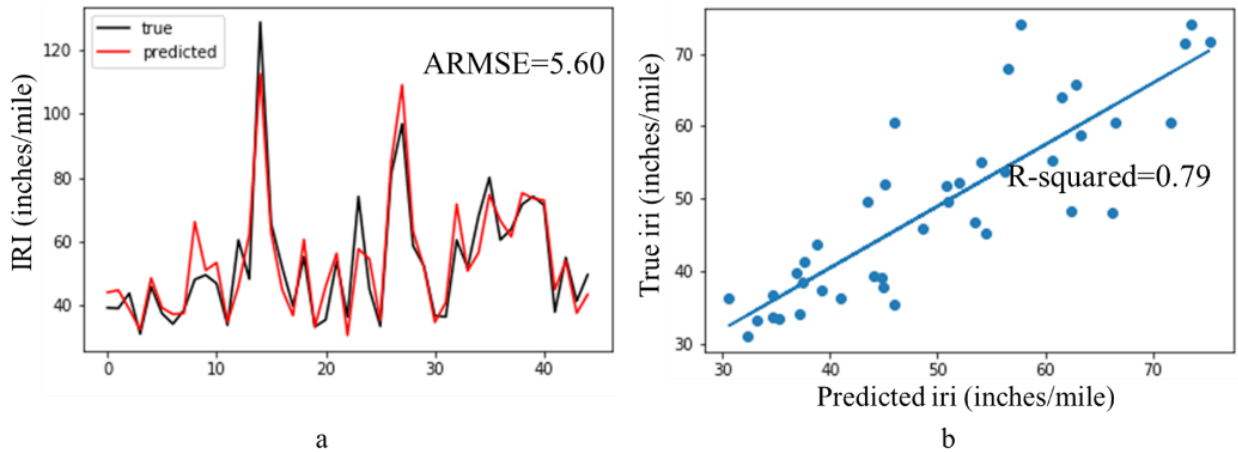 true
predicted
ARMSE=5.60
IRI (inches/mile)
120
100
80
60
40
0
10
20
30
40
a
True iri (inches/mile)
70
60
50
40
30
R-squared=0.79
30
40
50
60
70
Predicted iri (inches/mile)
b